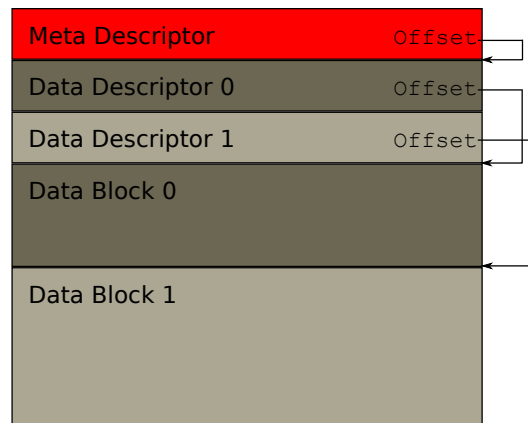 Meta Descriptor Offset
Data Descriptor 0 Offset
Data Descriptor 1 Offset
Data Block 0
Data Block 1